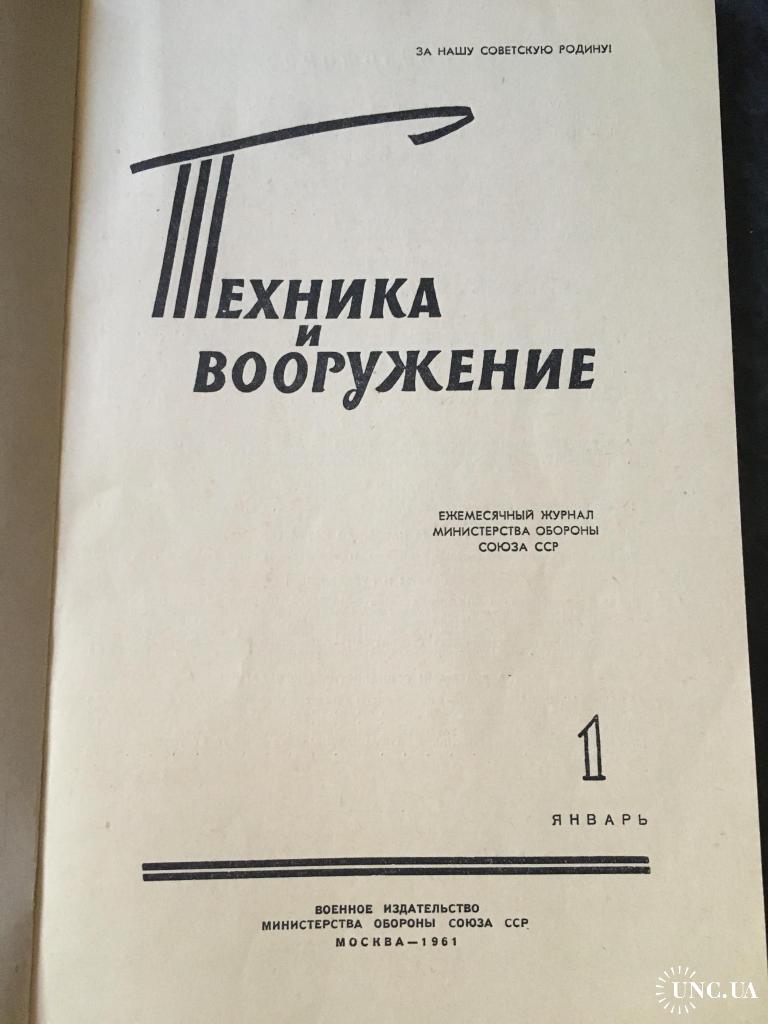 ЗА НАШУ СОВЕТСКУЮ РОДИНУ!
ТЕХНИКА
И
ВООРУЖЕНИЕ
ЕЖЕМЕСЯЧНЫЙ ЖУРНАЛ
МИНИСТЕРСТВА ОБОРОНЫ
СОЮЗА ССР
1
ЯНВАРЬ
ВОЕННОЕ ИЗДАТЕЛЬСТВО
МИНИСТЕРСТВА ОБОРОНЫ СОЮЗА ССР
МОСКВА—1961
UNC.UA